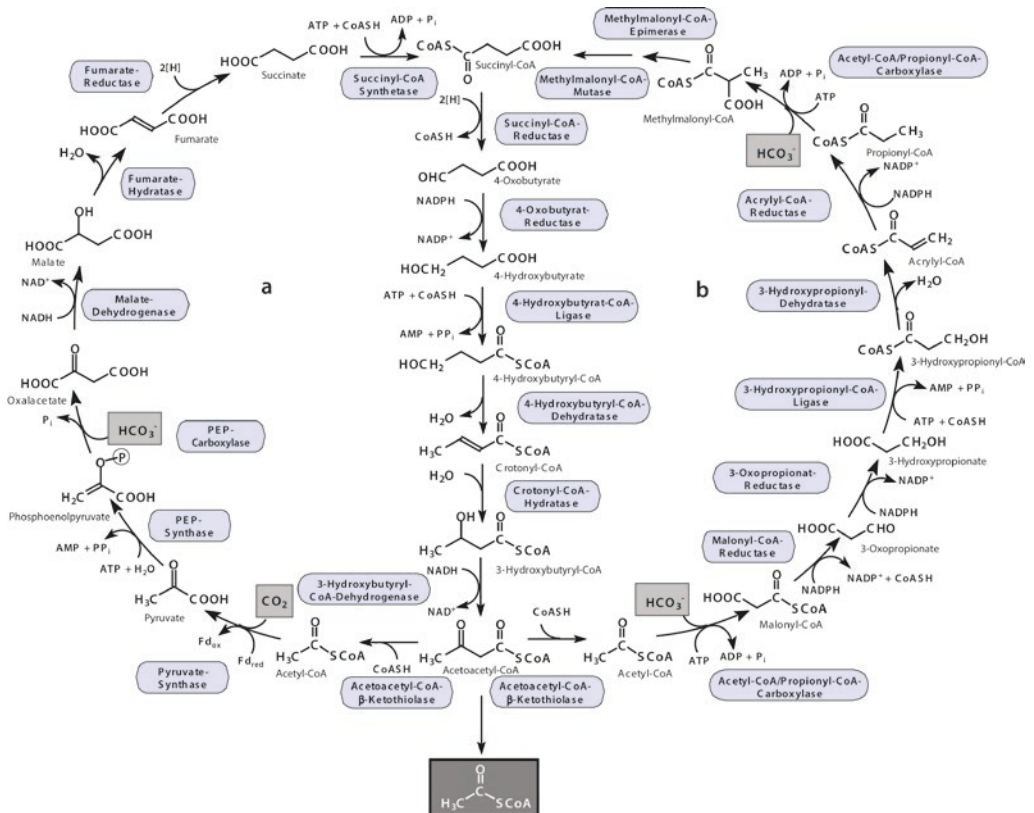 ATP + CoASH
ADP + Pi
COOH
HOOC
Succinate
Succinyl-CoA
Synthetase
CoAS
COOH
O
Succinyl-CoA
Methylmalonyl-CoA-
Epimerase
Methylmalonyl-CoA-
Mutase
O
CoAS
CH3
COOH
Methylmalonyl-CoA
Acetyl-CoA/Propionyl-CoA-
Carboxylase
ADP + Pi
ATP
HCO3-
O
CoAS
CH3
Propionyl-CoA
Fumarate-
Reductase
2[H]
HOOC
COOH
Fumarate
H2O
Fumarate-
Hydratase
OH
HOOC
COOH
Malate
NAD+
NADH
Malate-
Dehydrogenase
a
O
HOOC
COOH
Oxalacetate
Pi
HCO3-
PEP-
Carboxylase
O
P
H2C
COOH
Phosphoenolpyruvate
PEP-
Synthase
AMP + PPi
ATP + H2O
O
H3C
COOH
Pyruvate
CO2
Fdox
Fdred
Pyruvate-
Synthase
2[H]
CoASH
Succinyl-CoA-
Reductase
OHC
COOH
4-Oxobutyrate
NADPH
NADP+
4-Oxobutyrat-
Reductase
HOCH2
COOH
4-Hydroxybutyrate
ATP + CoASH
AMP + PPi
4-Hydroxybutyrat-CoA-
Ligase
O
HOCH2
SCoA
4-Hydroxybutyryl-CoA
H2O
4-Hydroxybutyryl-CoA-
Dehydratase
O
H3C
SCoA
Crotonyl-CoA
H2O
Crotonyl-CoA-
Hydratase
OH
O
H3C
SCoA
3-Hydroxybutyryl-CoA
3-Hydroxybutyryl-
CoA-Dehydrogenase
NADH
NAD+
O
H3C
SCoA
Acetyl-CoA
CoASH
O
O
H3C
SCoA
Acetoacetyl-CoA
CoASH
O
H3C
SCoA
Acetyl-CoA
Acetoacetyl-CoA-
β-Ketothiolase
Acetoacetyl-CoA-
β-Ketothiolase
O
H3C
SCoA
NADP+
NADPH
Acrylyl-CoA-
Reductase
O
CoAS
CH2
Acrylyl-CoA
b
3-Hydroxypropionyl-
Dehydratase
H2O
O
CoAS
CH2OH
3-Hydroxypropionyl-CoA
3-Hydroxypropionyl-CoA-
Ligase
AMP + PPi
ATP + CoASH
HOOC
CH2OH
3-Hydroxypropionate
3-Oxopropionat-
Reductase
NADP+
NADPH
HOOC
CHO
3-Oxopropionate
Malonyl-CoA-
Reductase
NADP+ + CoASH
NADPH
O
HOOC
SCoA
Malonyl-CoA
HCO3-
ATP
ADP + Pi
Acetyl-CoA/Propionyl-CoA-
Carboxylase